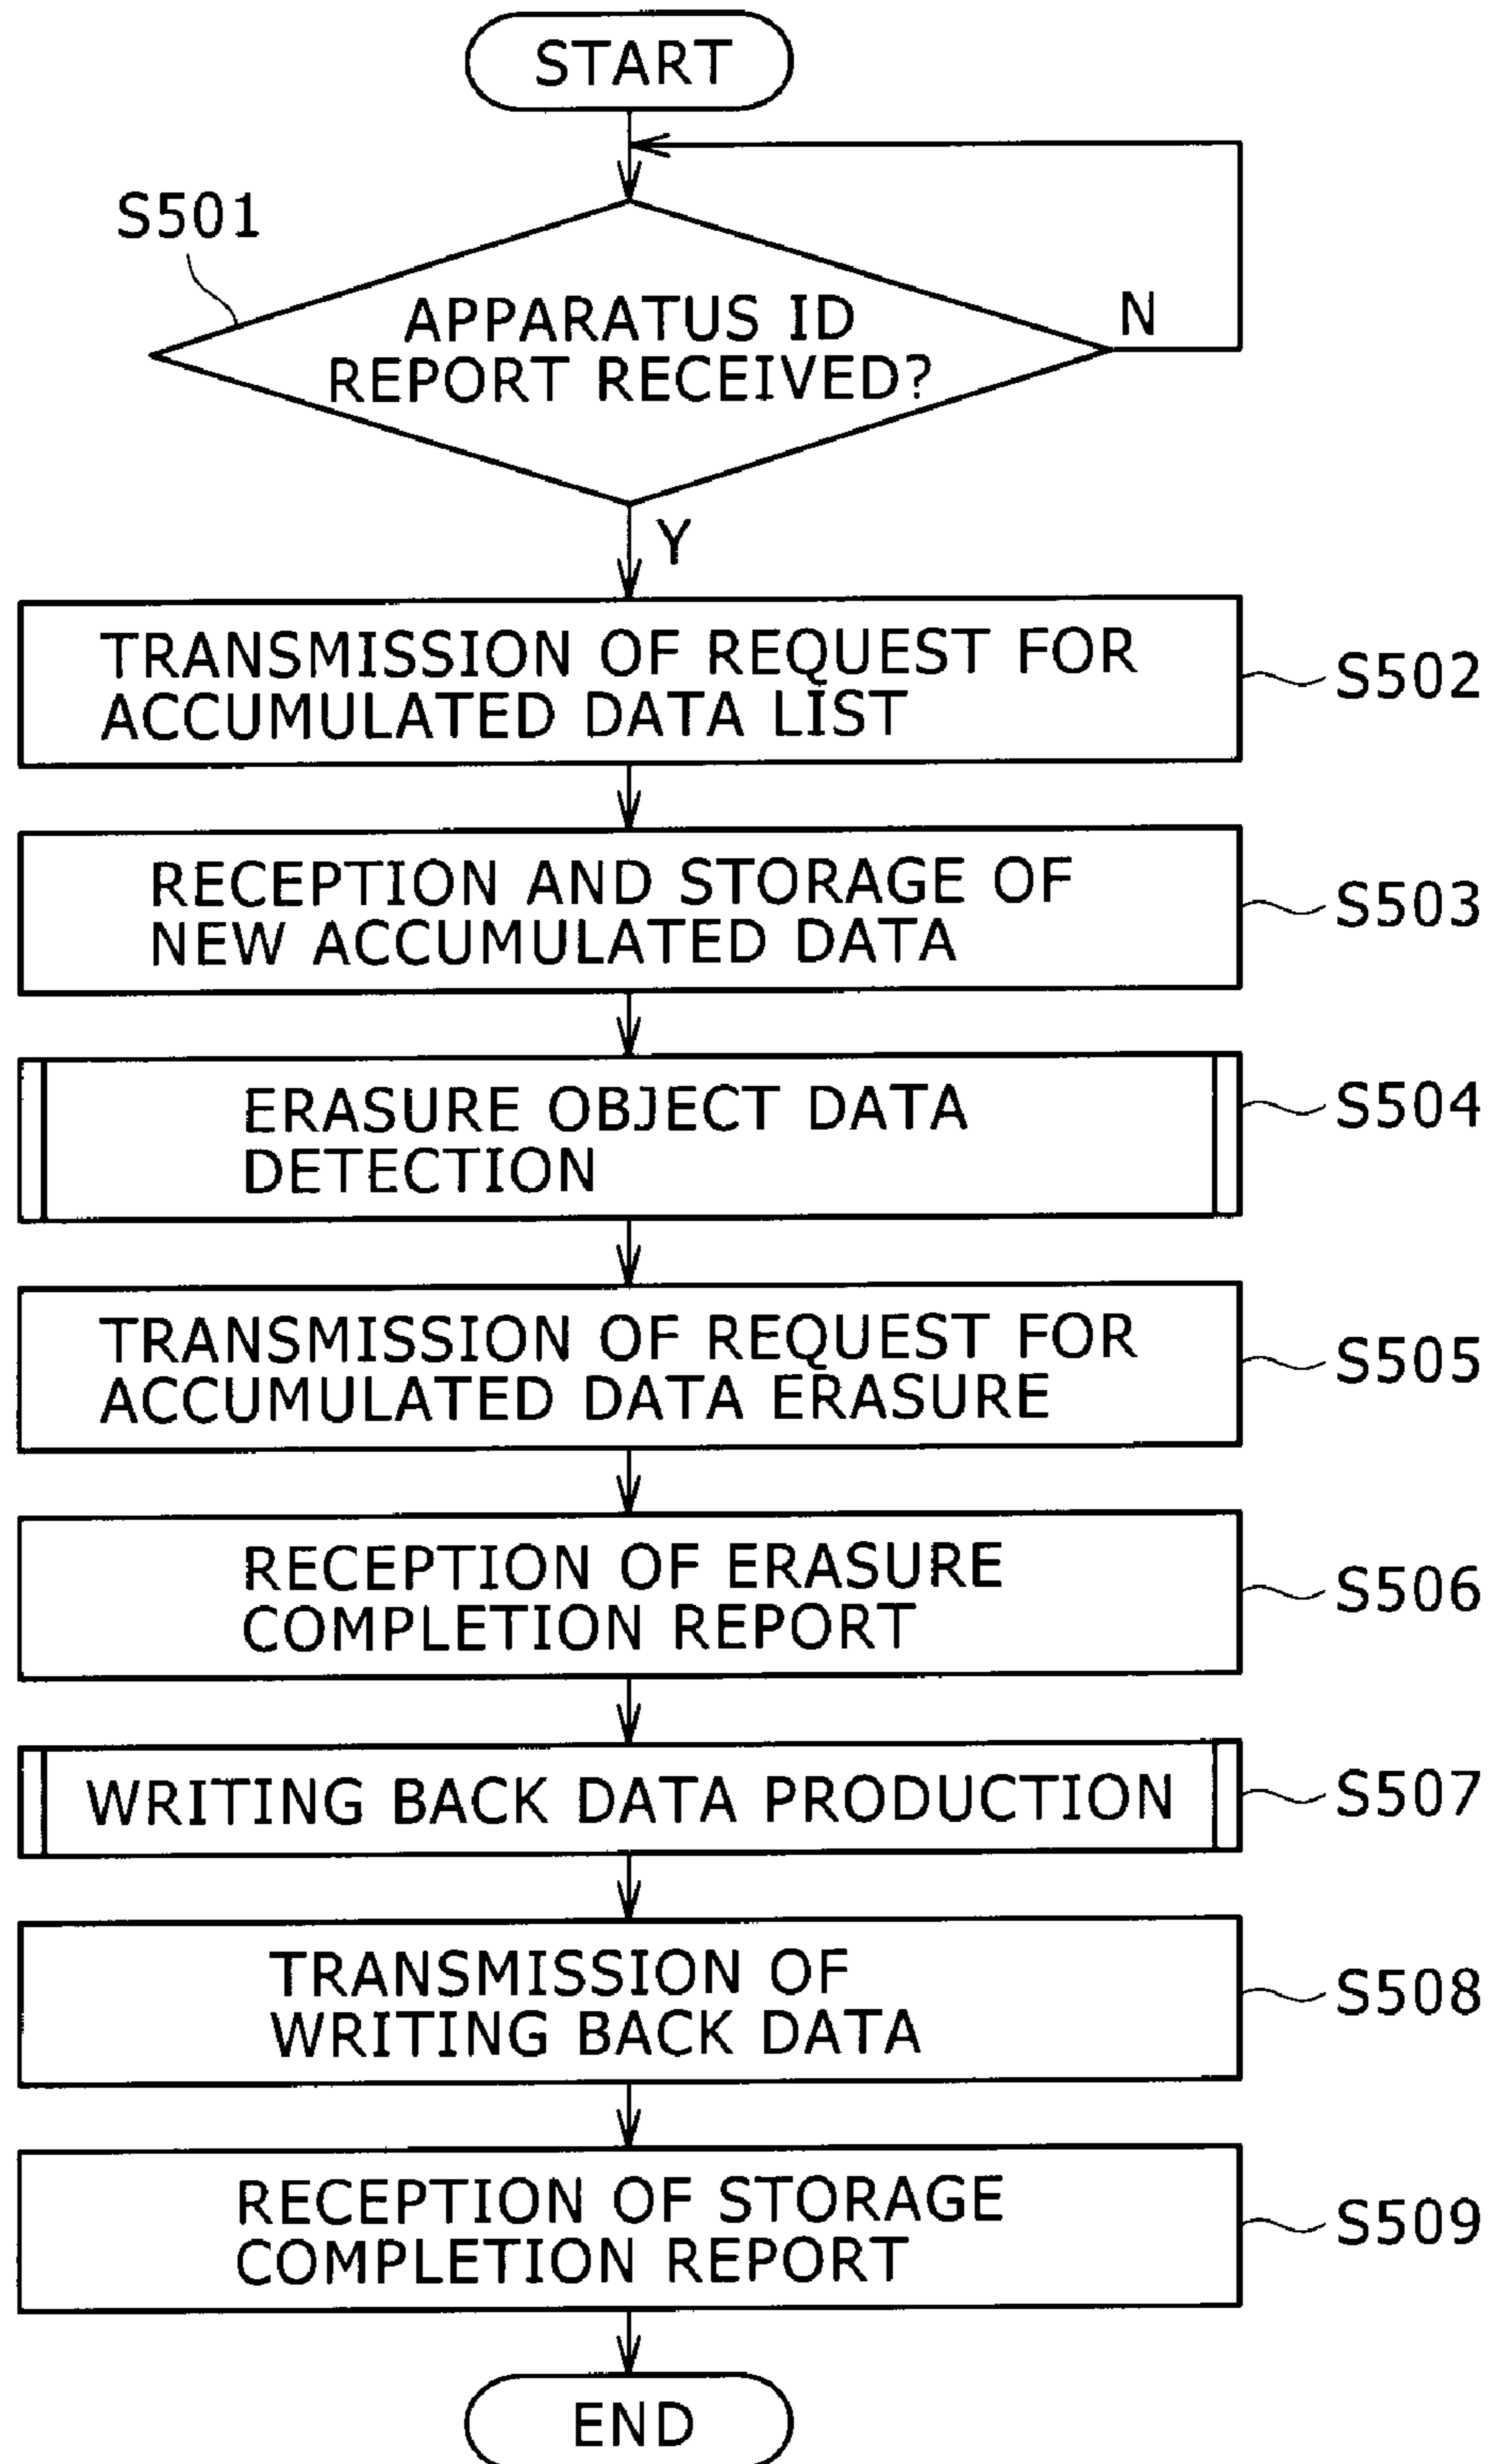 START
S501
APPARATUS ID
REPORT RECEIVED?
N
Y
TRANSMISSION OF REQUEST FOR
ACCUMULATED DATA LIST
S502
RECEPTION AND STORAGE OF
NEW ACCUMULATED DATA
S503
ERASURE OBJECT DATA
DETECTION
S504
TRANSMISSION OF REQUEST FOR
ACCUMULATED DATA ERASURE
S505
RECEPTION OF ERASURE
COMPLETION REPORT
S506
WRITING BACK DATA PRODUCTION
S507
TRANSMISSION OF
WRITING BACK DATA
S508
RECEPTION OF STORAGE
COMPLETION REPORT
S509
END